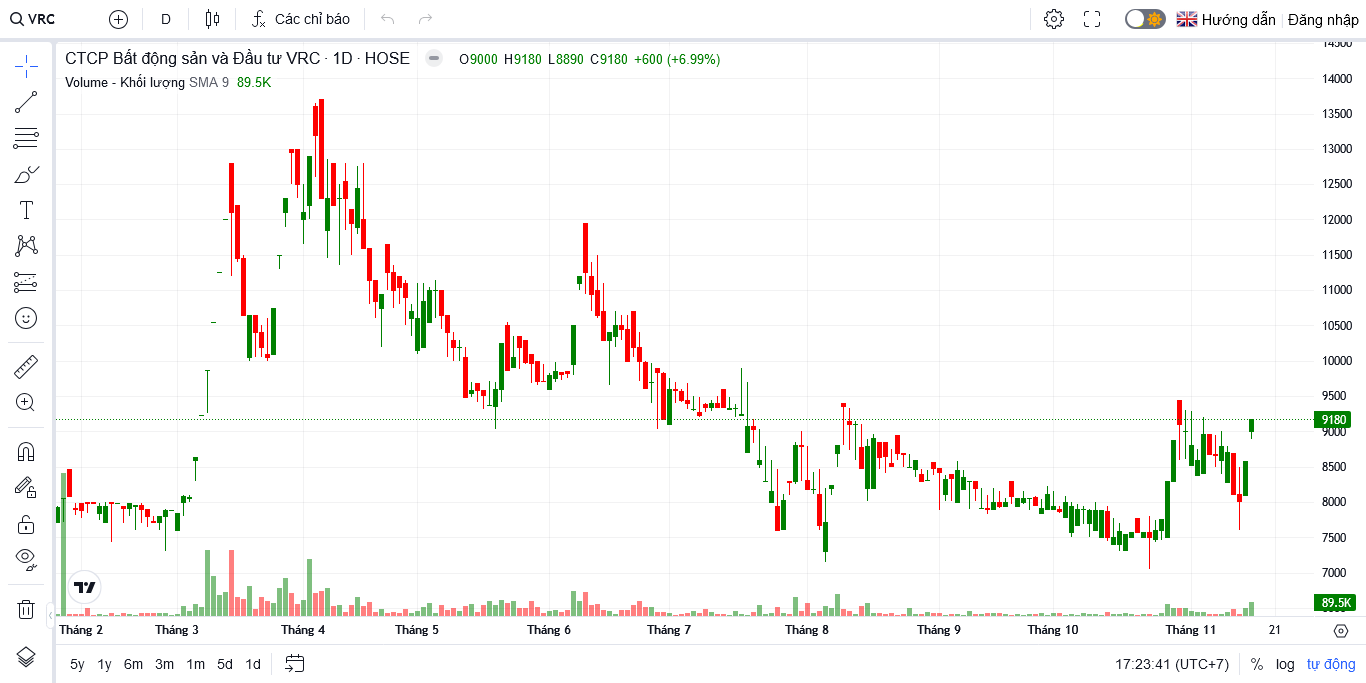 VRC D Các chỉ báo Hướng dẫn Đăng nhập
CTCP Bất động sản và Đầu tư VRC · 1D · HOSE O9000 H9180 L8890 C9180 +600 (+6.99%)
Volume - Khối lượng SMA 9 89.5K
14500
14000
13500
13000
12500
12000
11500
11000
10500
10000
9500
9180
9000
8500
8000
7500
7000
89.5K
Tháng 2 Tháng 3 Tháng 4 Tháng 5 Tháng 6 Tháng 7 Tháng 8 Tháng 9 Tháng 10 Tháng 11 21
5y 1y 6m 3m 1m 5d 1d 17:23:41 (UTC+7) % log tự động